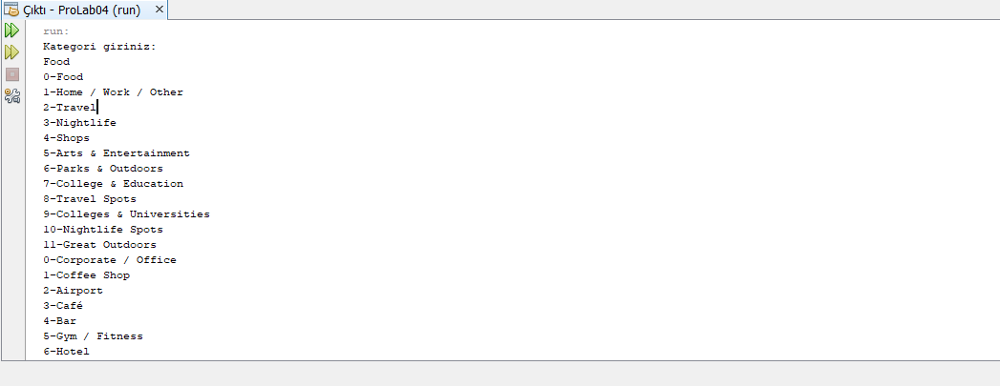 Çıktı - ProLab04 (run)
run:
Kategori giriniz:
Food
0-Food
1-Home / Work / Other
2-Travel
3-Nightlife
4-Shops
5-Arts & Entertainment
6-Parks & Outdoors
7-College & Education
8-Travel Spots
9-Colleges & Universities
10-Nightlife Spots
11-Great Outdoors
0-Corporate / Office
1-Coffee Shop
2-Airport
3-Café
4-Bar
5-Gym / Fitness
6-Hotel